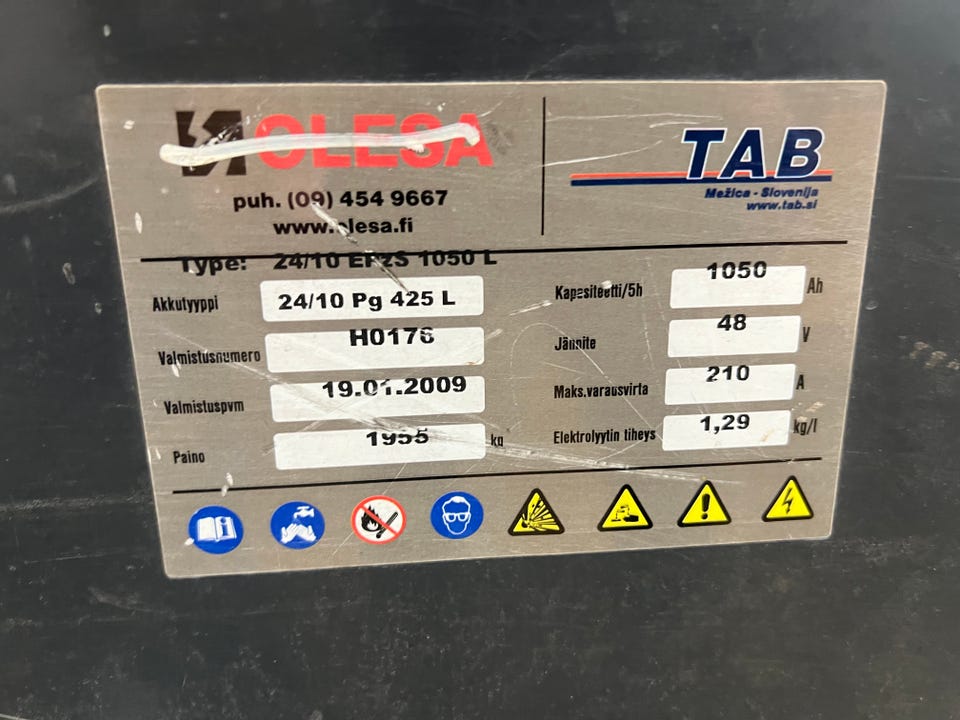 OLESA
puh. (09) 454 9667
www.olesa.fi
TAB
Mežica - Slovenija
www.tab.si
Type: 24/10 EPzS 1050 L
Akkutyyppi 24/10 Pg 425 L
Valmistusnumero H0176
Valmistuspvm 19.01.2009
Paino 1955 kg
Kapasiteetti/5h 1050 Ah
Jännite 48 V
Maks.varausvirta 210 A
Elektrolyytin tiheys 1,29 kg/l